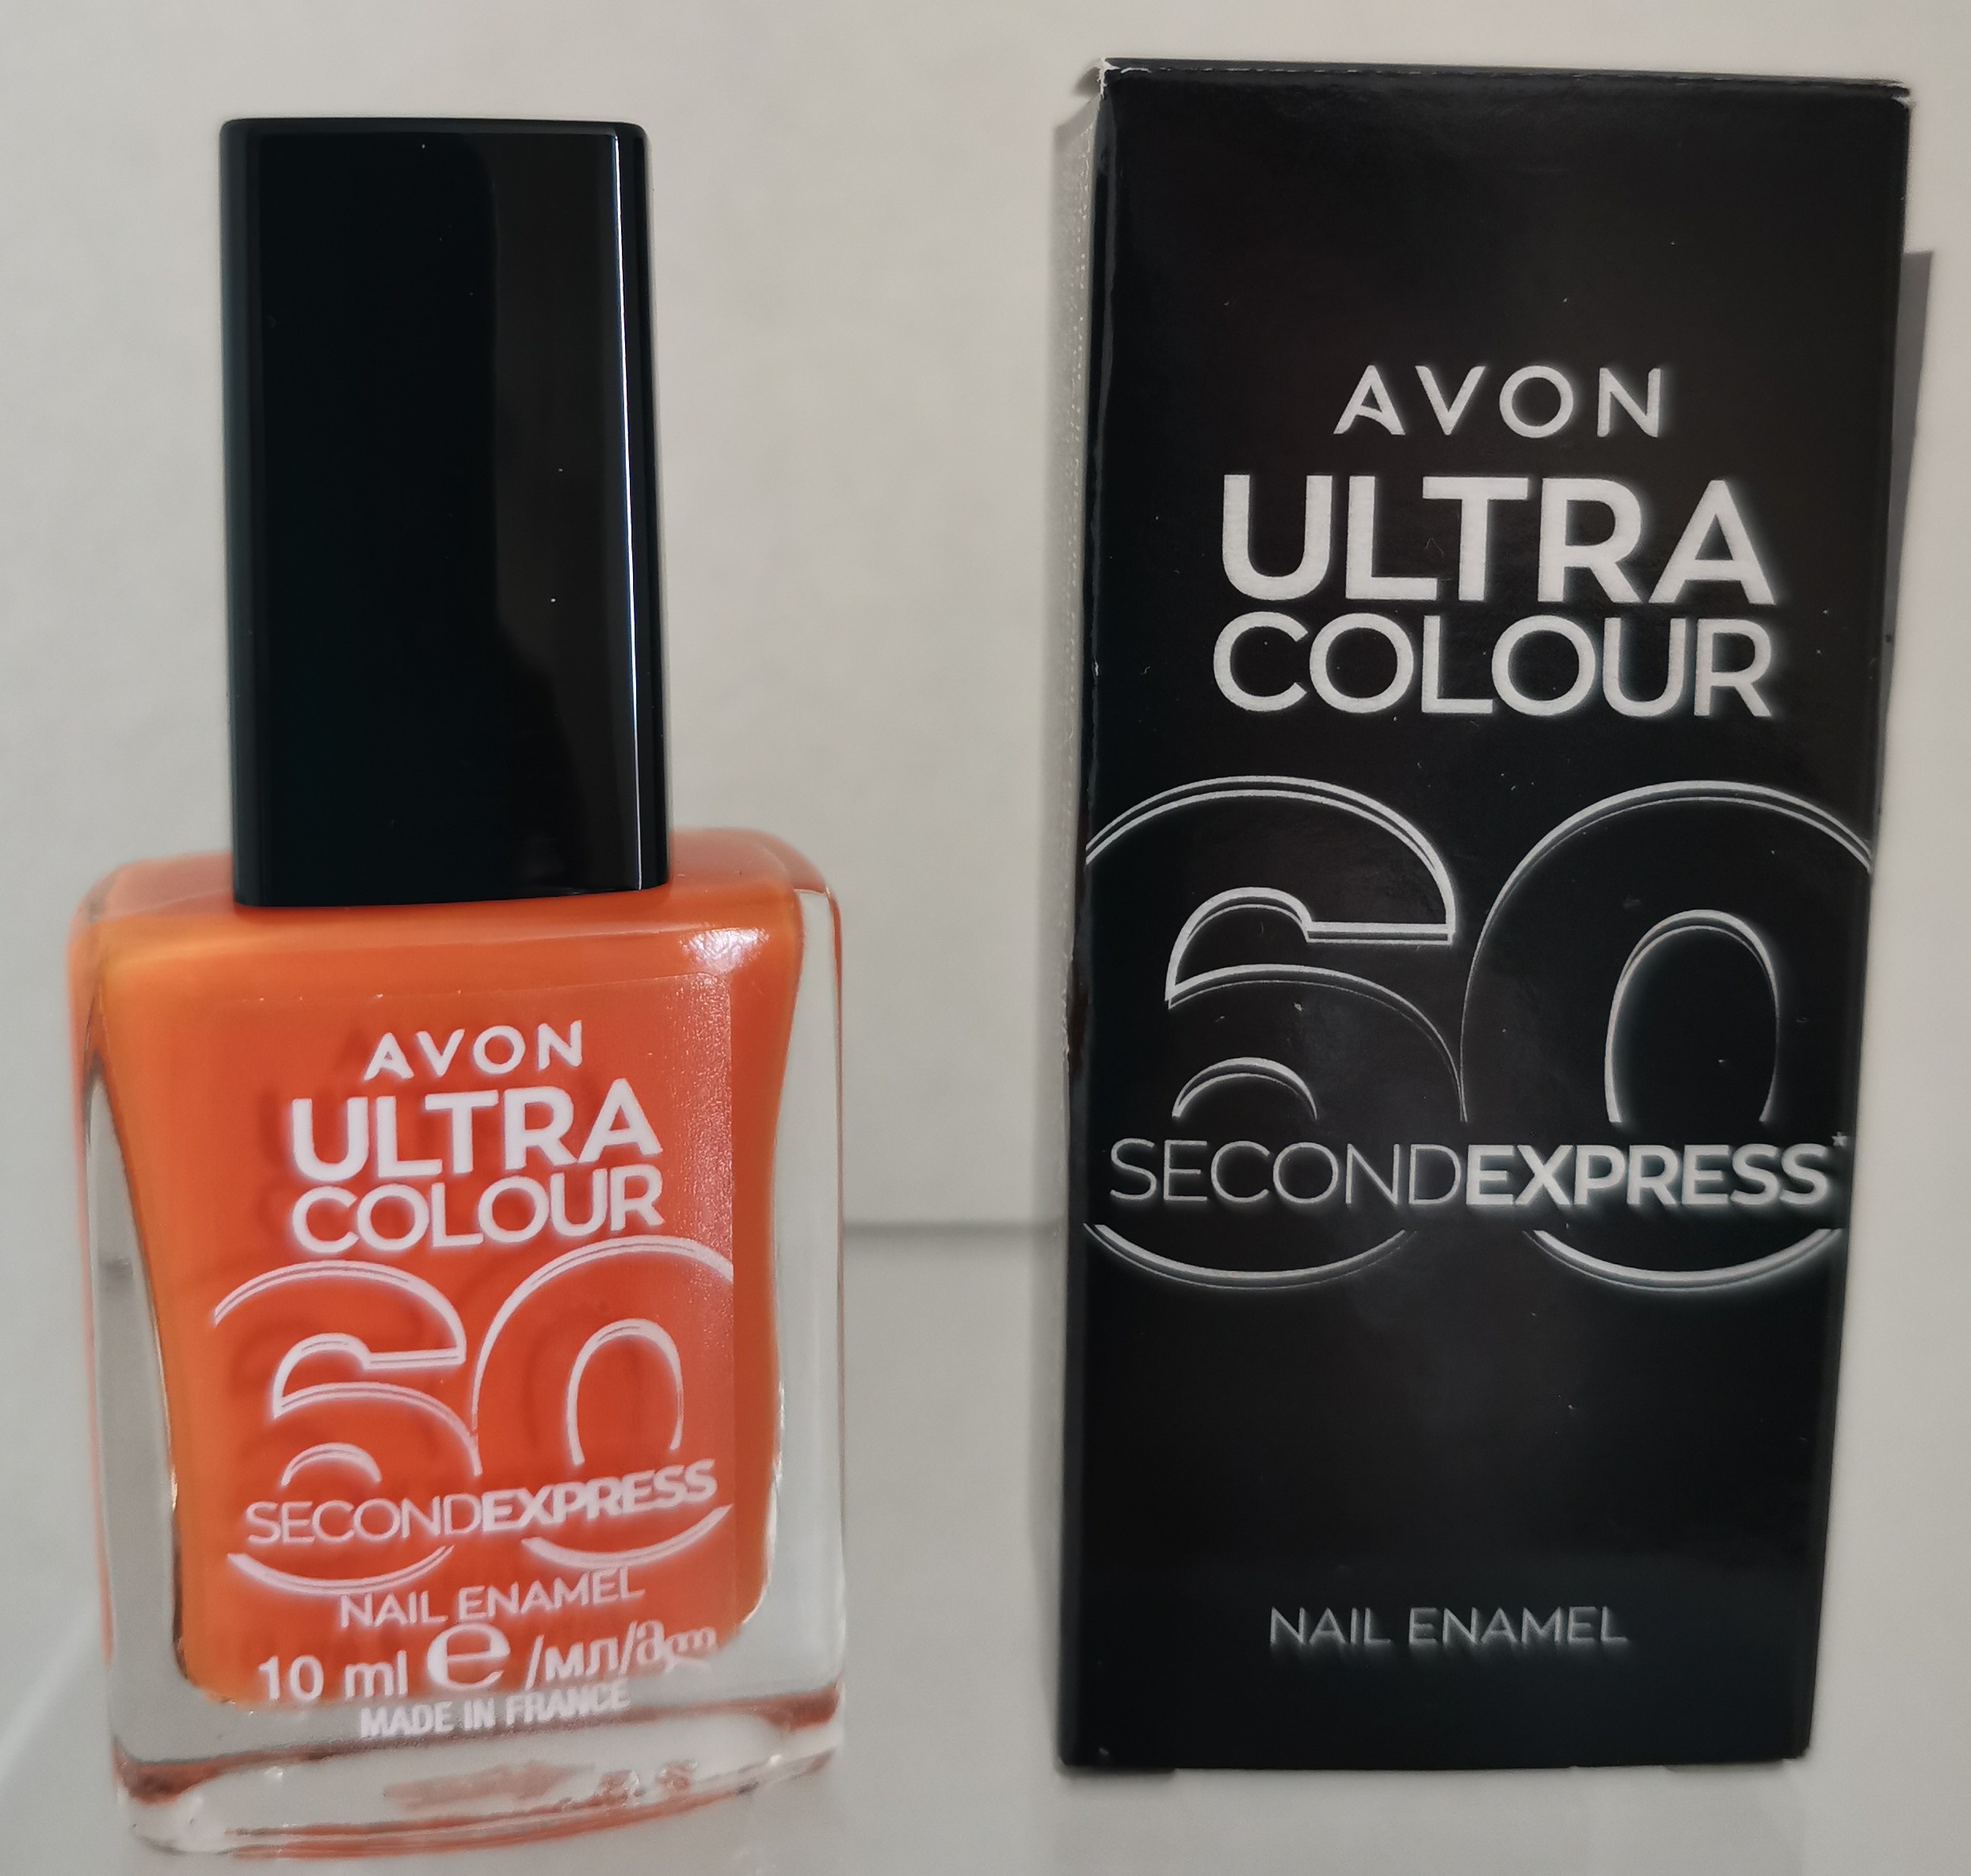 AVON
ULTRA
COLOUR
60
SECONDEXPRESS
NAIL ENAMEL
10 ml ℮ /мл/მლ
MADE IN FRANCE
AVON
ULTRA
COLOUR
60
SECONDEXPRESS*
NAIL ENAMEL